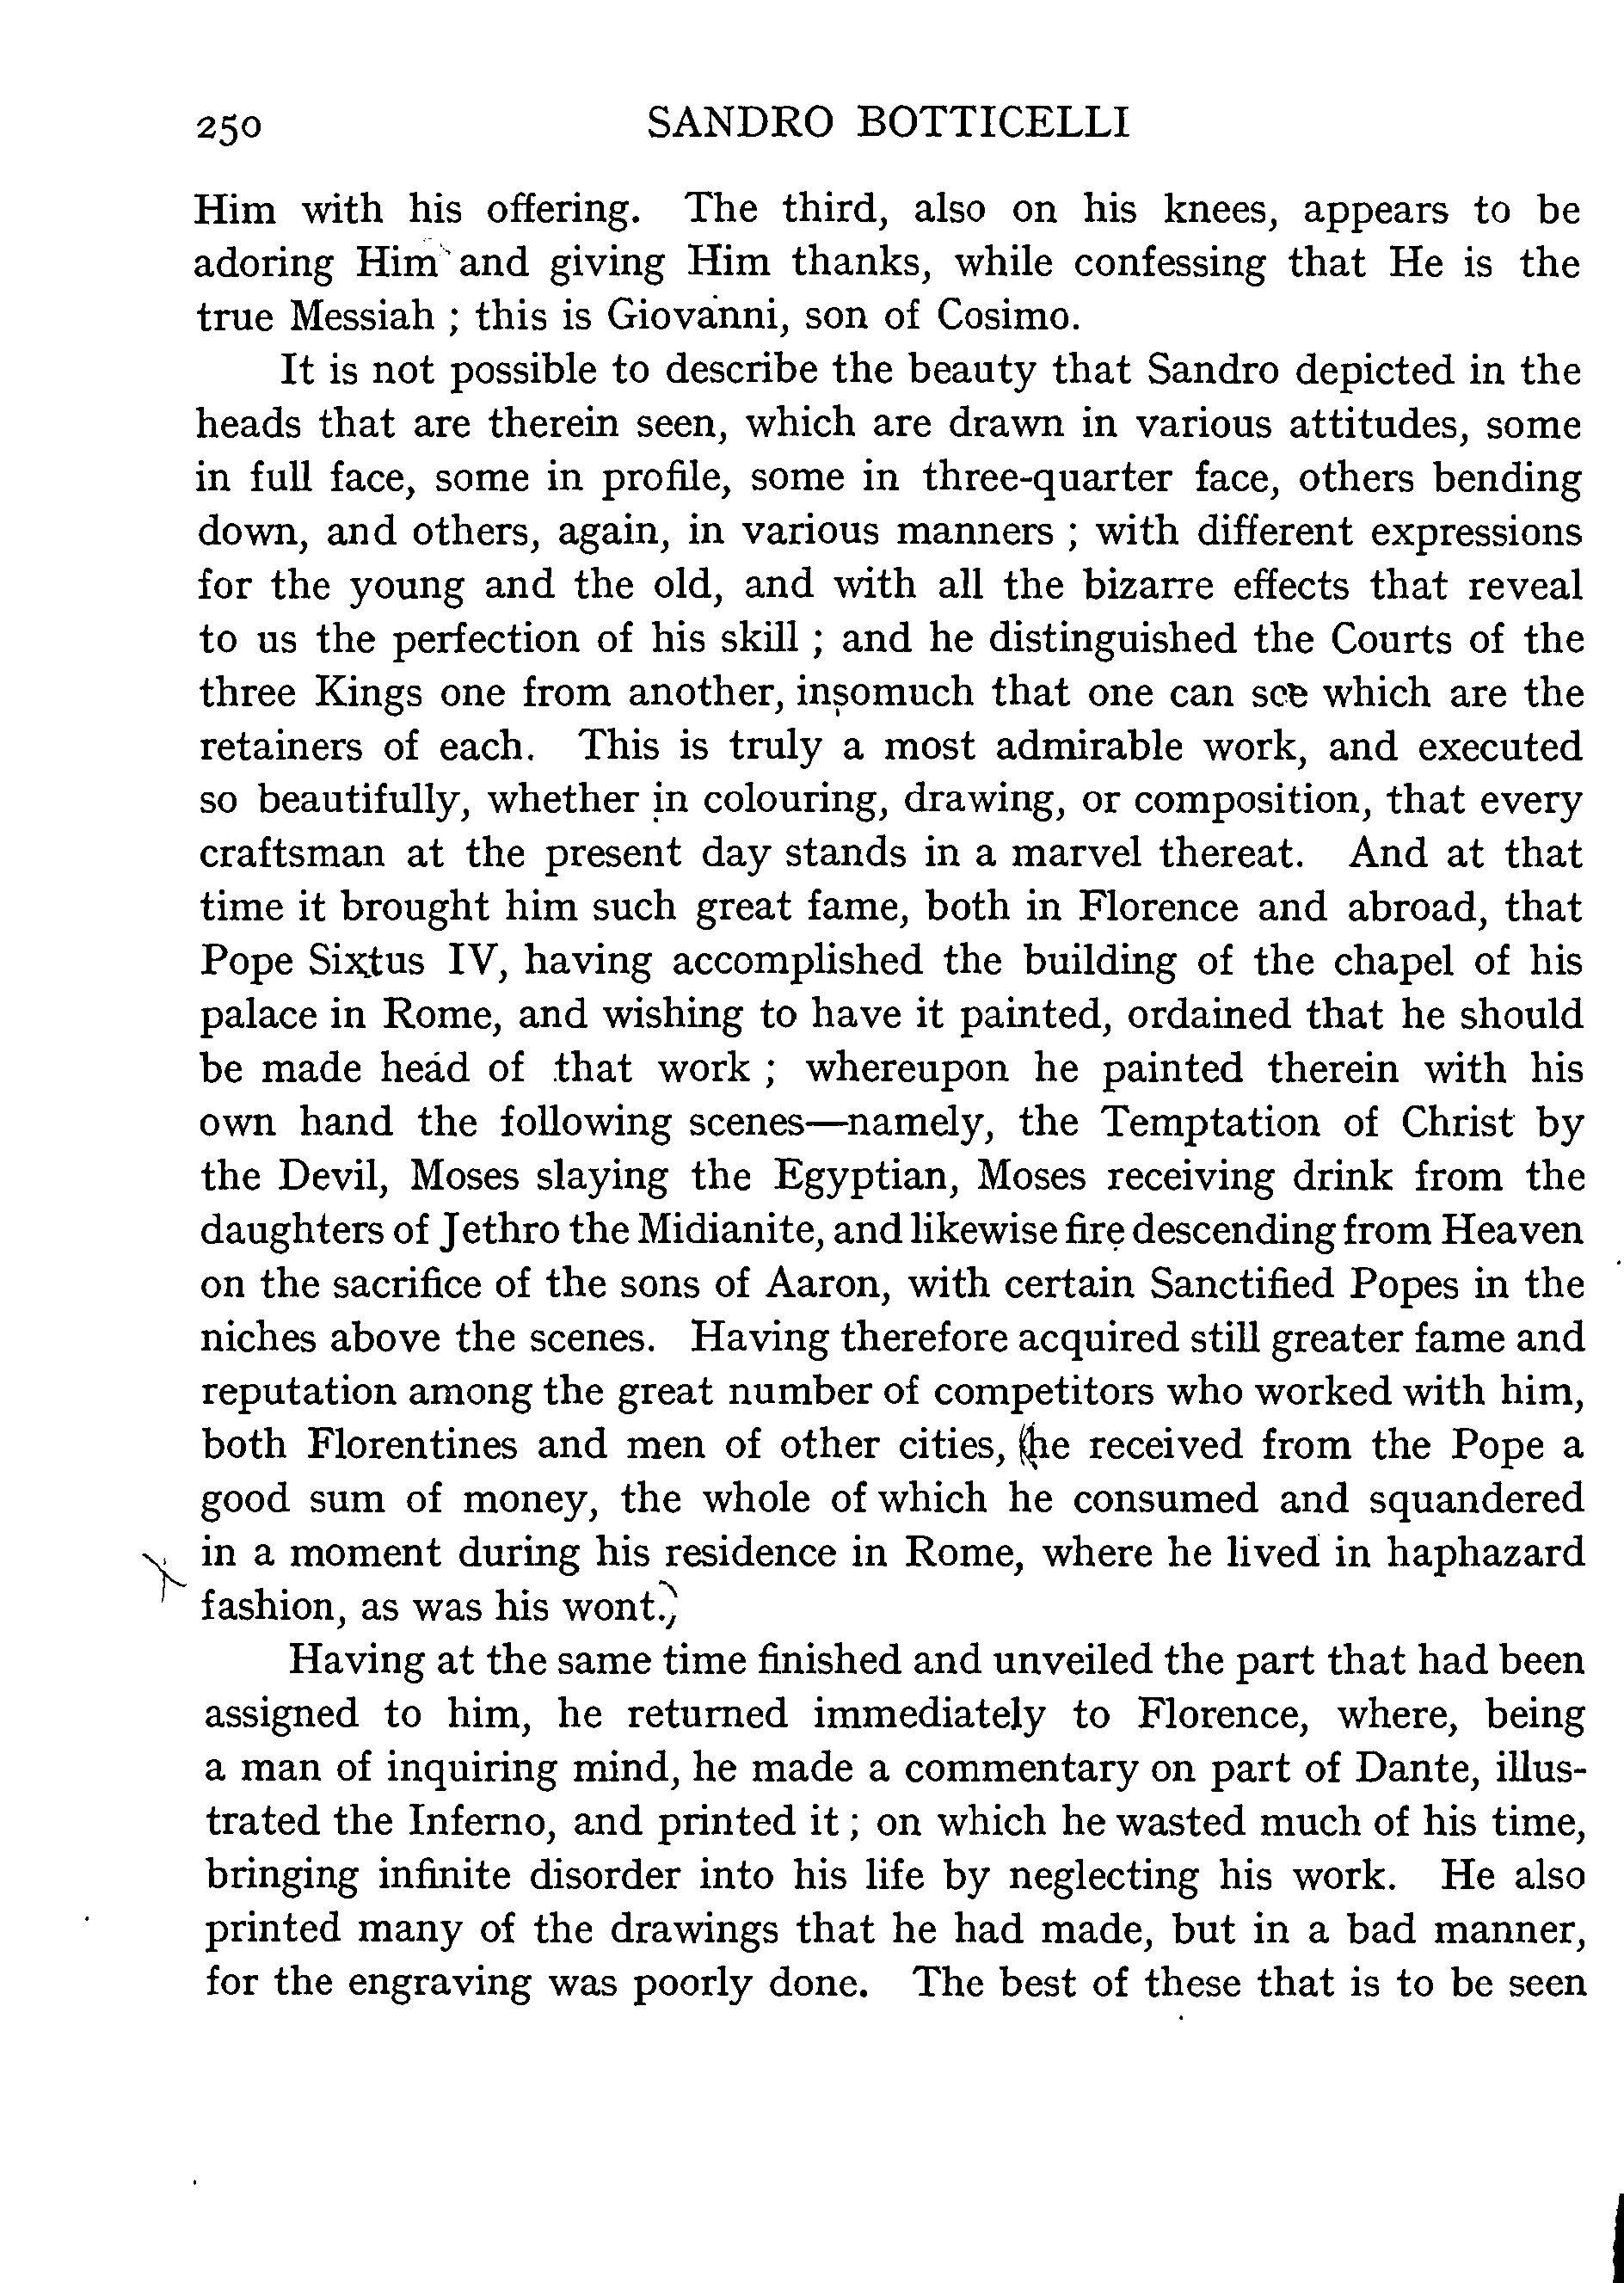 250 SANDRO BOTTICELLI
Him with his offering. The third, also on his knees, appears to be
adoring Him and giving Him thanks, while confessing that He is the
true Messiah ; this is Giovanni, son of Cosimo.
It is not possible to describe the beauty that Sandro depicted in the
heads that are therein seen, which are drawn in various attitudes, some
in full face, some in profile, some in three-quarter face, others bending
down, and others, again, in various manners ; with different expressions
for the young and the old, and with all the bizarre effects that reveal
to us the perfection of his skill ; and he distinguished the Courts of the
three Kings one from another, insomuch that one can see which are the
retainers of each. This is truly a most admirable work, and executed
so beautifully, whether in colouring, drawing, or composition, that every
craftsman at the present day stands in a marvel thereat. And at that
time it brought him such great fame, both in Florence and abroad, that
Pope Sixtus IV, having accomplished the building of the chapel of his
palace in Rome, and wishing to have it painted, ordained that he should
be made head of that work ; whereupon he painted therein with his
own hand the following scenes—namely, the Temptation of Christ by
the Devil, Moses slaying the Egyptian, Moses receiving drink from the
daughters of Jethro the Midianite, and likewise fire descending from Heaven
on the sacrifice of the sons of Aaron, with certain Sanctified Popes in the
niches above the scenes. Having therefore acquired still greater fame and
reputation among the great number of competitors who worked with him,
both Florentines and men of other cities, (he received from the Pope a
good sum of money, the whole of which he consumed and squandered
in a moment during his residence in Rome, where he lived in haphazard
fashion, as was his wont.)
Having at the same time finished and unveiled the part that had been
assigned to him, he returned immediately to Florence, where, being
a man of inquiring mind, he made a commentary on part of Dante, illus-
trated the Inferno, and printed it ; on which he wasted much of his time,
bringing infinite disorder into his life by neglecting his work. He also
printed many of the drawings that he had made, but in a bad manner,
for the engraving was poorly done. The best of these that is to be seen